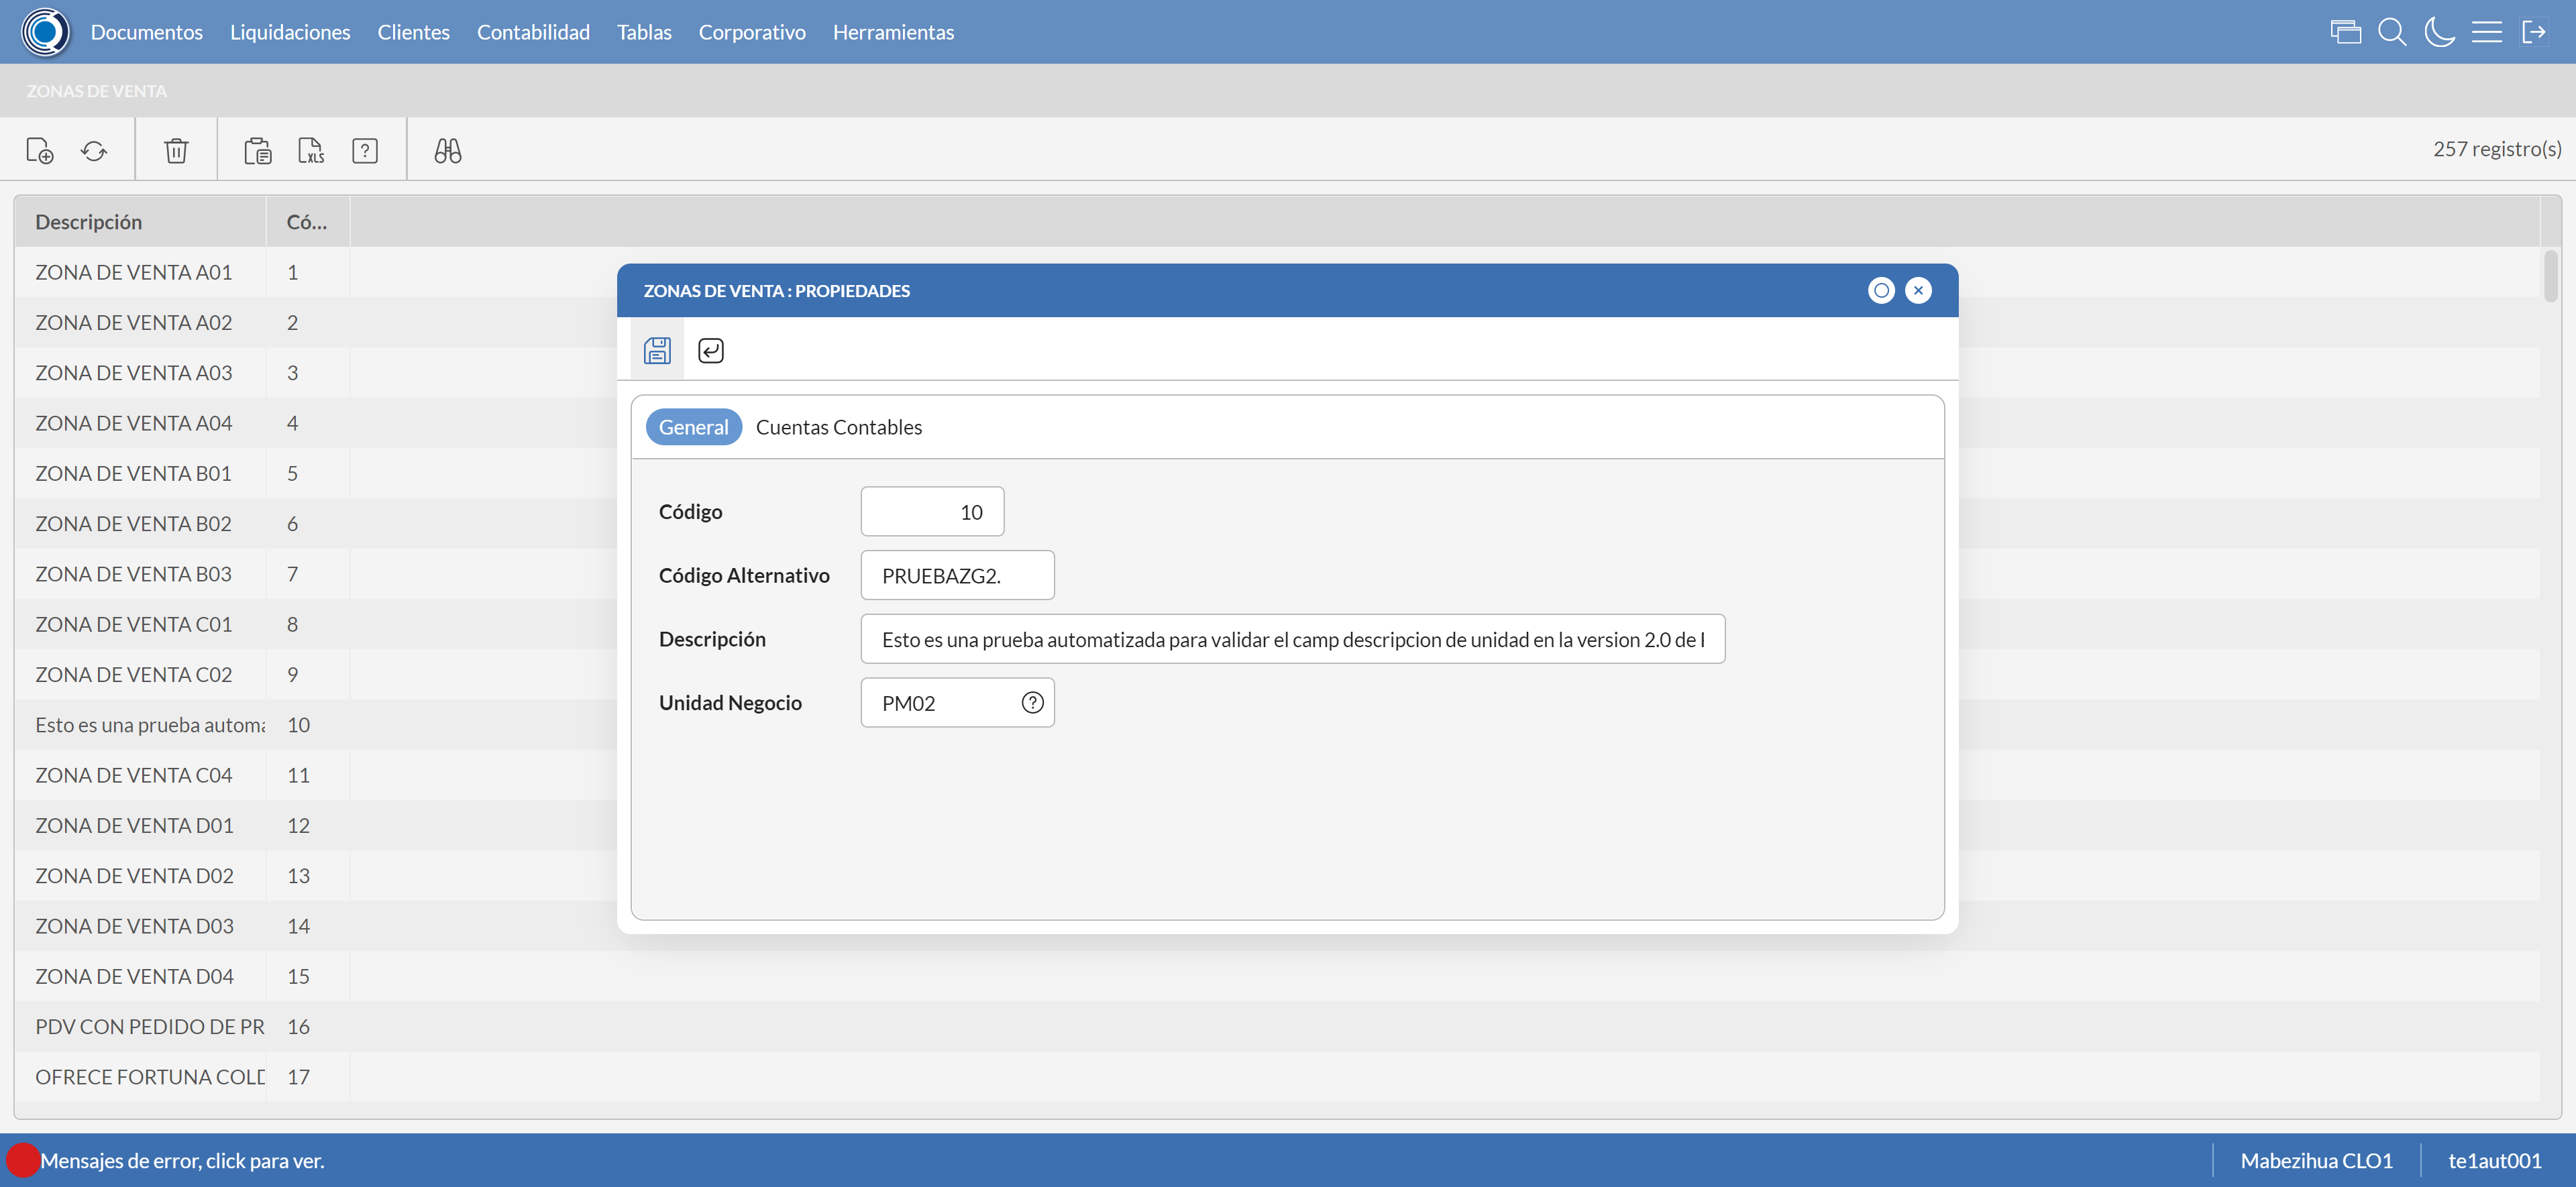 Documentos Liquidaciones Clientes Contabilidad Tablas Corporativo Herramientas
ZONAS DE VENTA
XLS ? 257 registro(s)
Descripción Có...
ZONA DE VENTA A01 1
ZONA DE VENTA A02 2
ZONA DE VENTA A03 3
ZONA DE VENTA A04 4
ZONA DE VENTA B01 5
ZONA DE VENTA B02 6
ZONA DE VENTA B03 7
ZONA DE VENTA C01 8
ZONA DE VENTA C02 9
Esto es una prueba automa 10
ZONA DE VENTA C04 11
ZONA DE VENTA D01 12
ZONA DE VENTA D02 13
ZONA DE VENTA D03 14
ZONA DE VENTA D04 15
PDV CON PEDIDO DE PR 16
OFRECE FORTUNA COLD 17
ZONAS DE VENTA : PROPIEDADES
General Cuentas Contables
Código 10
Código Alternativo PRUEBAZG2.
Descripción Esto es una prueba automatizada para validar el camp descripcion de unidad en la version 2.0 de
Unidad Negocio PM02 ?
Mensajes de error, click para ver. Mabezihua CLO1 te1aut001